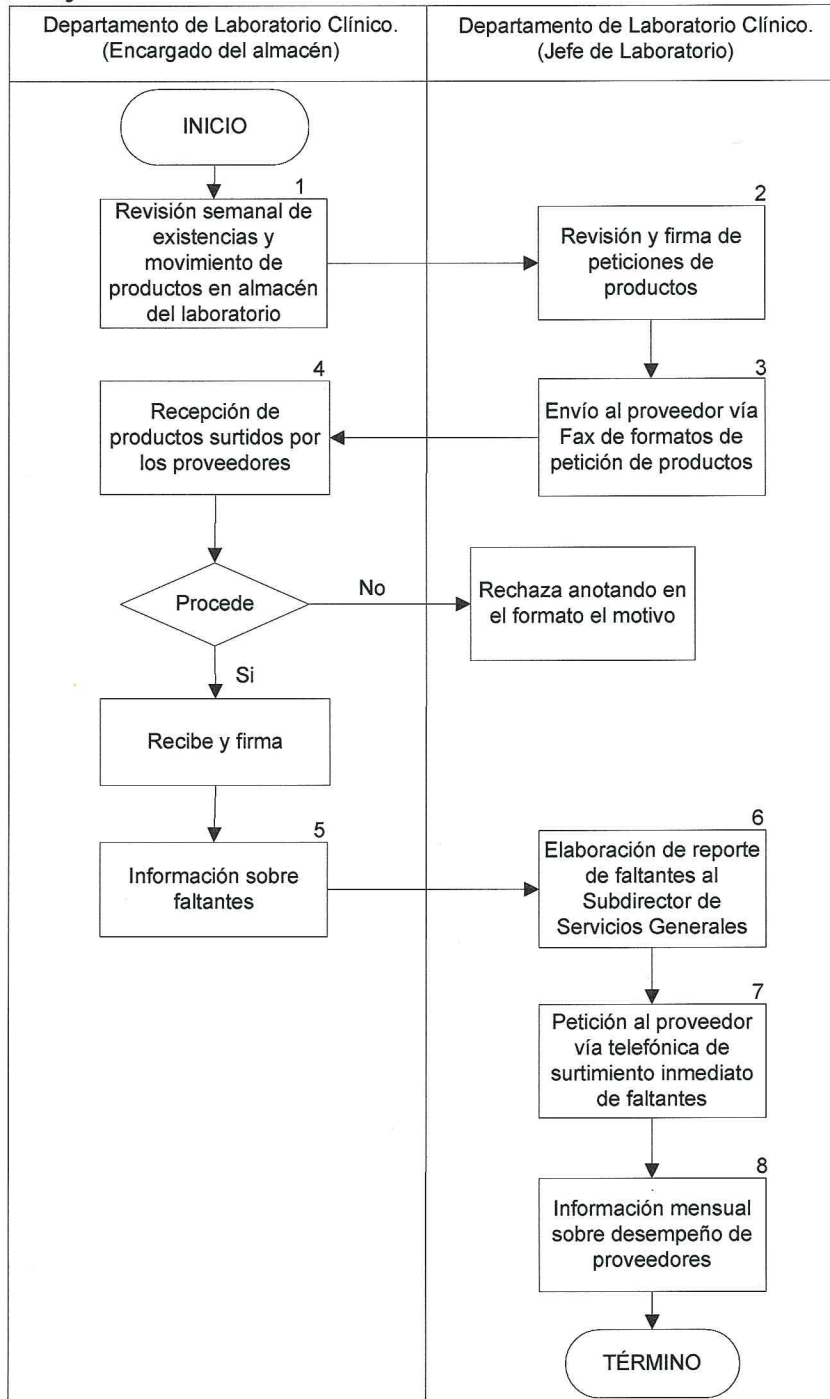 Departamento de Laboratorio Clínico.
(Encargado del almacén)
Departamento de Laboratorio Clínico.
(Jefe de Laboratorio)
INICIO
1
Revisión semanal de
existencias y
movimiento de
productos en almacén
del laboratorio
2
Revisión y firma de
peticiones de
productos
3
Envío al proveedor vía
Fax de formatos de
petición de productos
4
Recepción de
productos surtidos por
los proveedores
Procede
No
Rechaza anotando en
el formato el motivo
Si
Recibe y firma
5
Información sobre
faltantes
6
Elaboración de reporte
de faltantes al
Subdirector de
Servicios Generales
7
Petición al proveedor
vía telefónica de
surtimiento inmediato
de faltantes
8
Información mensual
sobre desempeño de
proveedores
TÉRMINO